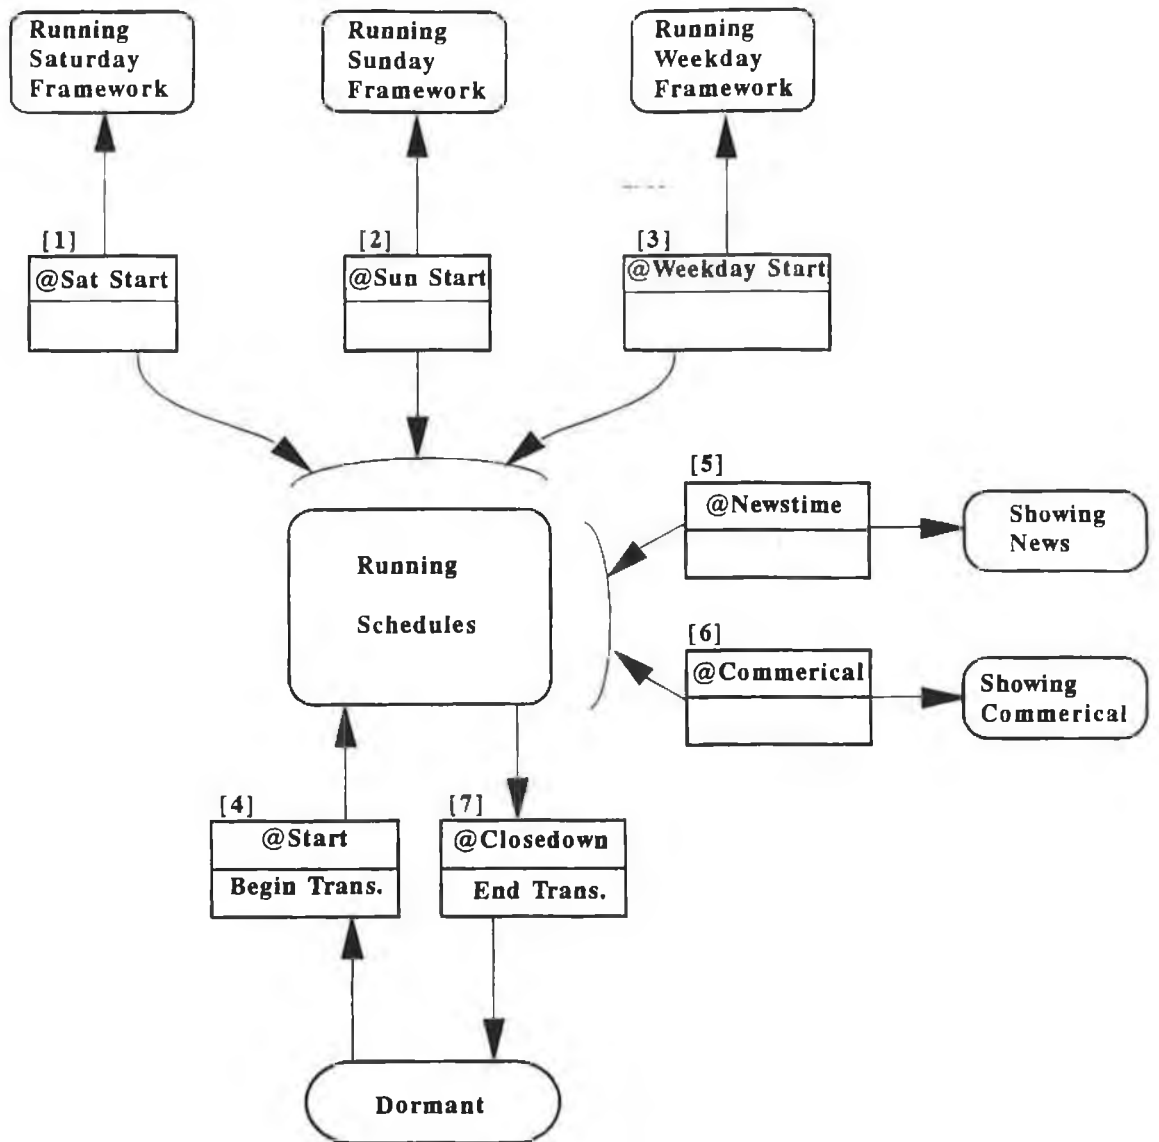 Running
Saturday
Framework
Running
Sunday
Framework
Running
Weekday
Framework
[1]
@Sat Start
[2]
@Sun Start
[3]
@Weekday Start
[5]
@Newstime
Showing
News
Running
Schedules
[6]
@Commerical
Showing
Commerical
[4]
@Start
Begin Trans.
[7]
@Closedown
End Trans.
Dormant